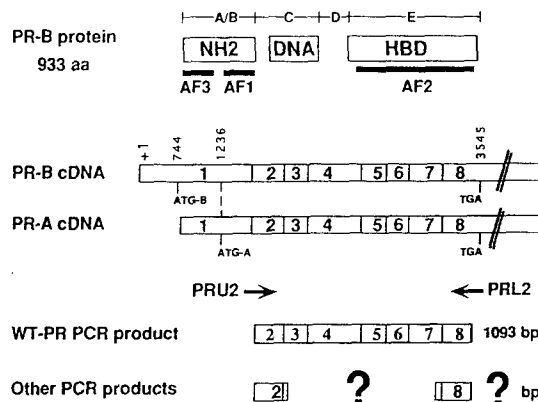 A/B C D E
PR-B protein NH2 DNA HBD
933 aa
AF3 AF1 AF2
+1 744 1236 3545
PR-B cDNA 1 2 3 4 5 6 7 8
ATG-B TGA
PR-A cDNA 1 2 3 4 5 6 7 8
ATG-A TGA
PRU2 PRL2
WT-PR PCR product 2 3 4 5 6 7 8 1093 bp
Other PCR products 2 ? 8 ? bp